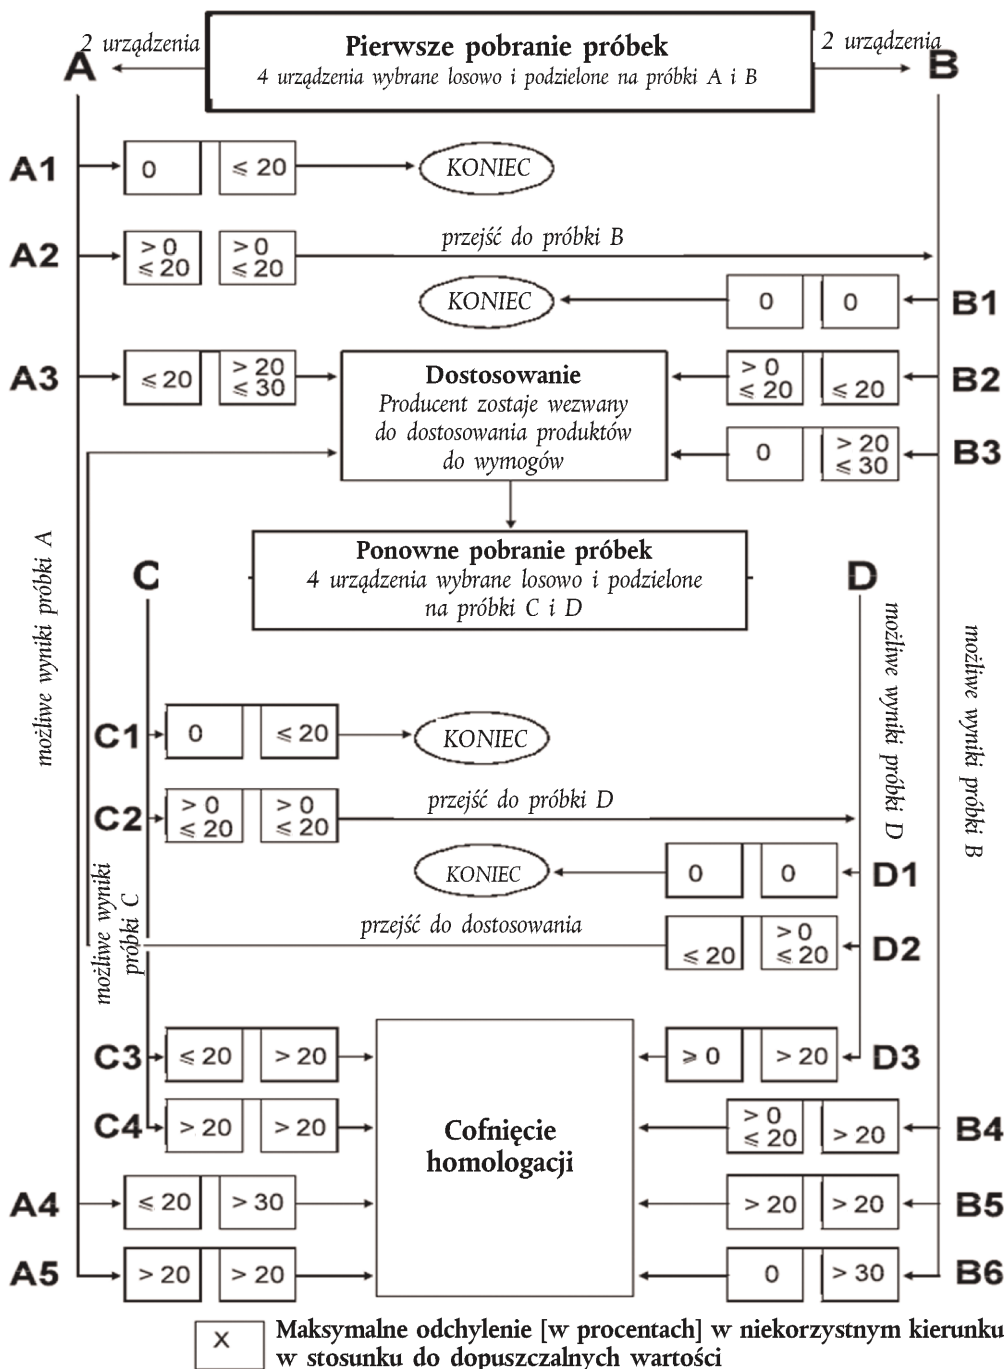 2 urządzenia
Pierwsze pobranie próbek
2 urządzenia
A
4 urządzenia wybrane losowo i podzielone na próbki A i B
B
A1
0
≤ 20
KONIEC
A2
> 0
≤ 20
> 0
≤ 20
przejść do próbki B
KONIEC
0
0
B1
A3
≤ 20
> 20
≤ 30
Dostosowanie
Producent zostaje wezwany
do dostosowania produktów
do wymogów
> 0
≤ 20
≤ 20
B2
0
> 20
≤ 30
B3
możliwe wyniki próbki A
C
Ponowne pobranie próbek
4 urządzenia wybrane losowo i podzielone
na próbki C i D
D
możliwe wyniki próbki D
możliwe wyniki próbki B
C1
0
≤ 20
KONIEC
C2
> 0
≤ 20
> 0
≤ 20
przejść do próbki D
możliwe wyniki
próbki C
KONIEC
0
0
D1
przejść do dostosowania
≤ 20
> 0
≤ 20
D2
C3
≤ 20
> 20
≥ 0
> 20
D3
C4
> 20
> 20
Cofnięcie
homologacji
> 0
≤ 20
> 20
B4
A4
≤ 20
> 30
> 20
> 20
B5
A5
> 20
> 20
0
> 30
B6
X
Maksymalne odchylenie [w procentach] w niekorzystnym kierunku
w stosunku do dopuszczalnych wartości